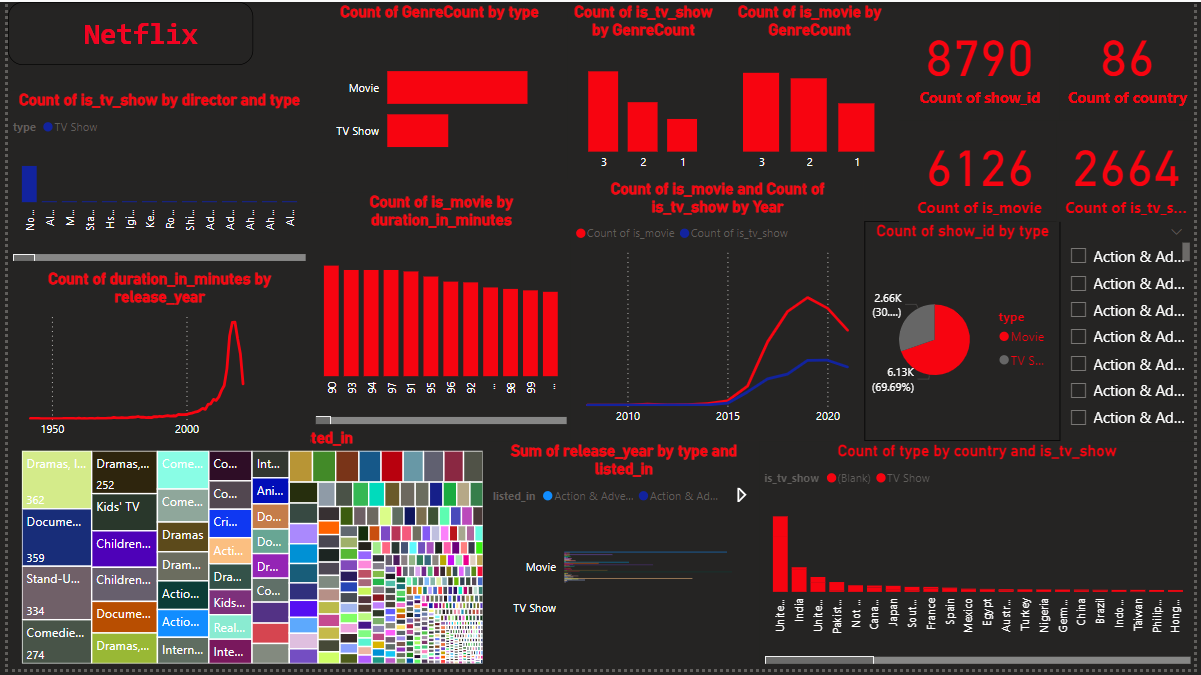 Netflix
Count of is_tv_show by director and type
type
TV Show
No...
Al...
M...
Sta...
Hs...
Igi...
Ke...
Ro...
Shi...
Ad...
Ad...
Ah...
Ah...
Al...
Count of GenreCount by type
Movie
TV Show
Count of is_tv_show
by GenreCount
3
2
1
Count of is_movie by
GenreCount
3
2
1
8790
Count of show_id
86
Count of country
6126
Count of is_movie
2664
Count of is_tv_s...
Count of duration_in_minutes by
release_year
1950
2000
Count of is_movie by
duration_in_minutes
90
93
94
97
91
95
96
92
..
98
99
..
Count of is_movie and Count of
is_tv_show by Year
Count of is_movie
Count of is_tv_show
2010
2015
2020
Count of show_id by type
2.66K
(30....)
6.13K
(69.69%)
type
Movie
TV S...
Action & Ad...
Action & Ad...
Action & Ad...
Action & Ad...
Action & Ad...
Action & Ad...
Action & Ad...
ted_in
Dramas, I...
362
Docume...
359
Stand-U...
334
Comedie...
274
Dramas,...
252
Kids' TV
Children...
Children...
Docume...
Dramas,...
Come...
Come...
Dramas
Dram...
Actio...
Actio...
Intern...
Co...
Co...
Cri...
Acti...
Dra...
Kids...
Real...
Inte...
Int...
Ani...
Do...
Do...
Dr...
Co...
Sum of release_year by type and
listed_in
listed_in
Action & Adve...
Action & Ad...
Movie
TV Show
Count of type by country and is_tv_show
is_tv_show
(Blank)
TV Show
Unite...
India
Unite...
Pakist...
Not ...
Cana...
Japan
Sout...
France
Spain
Mexico
Egypt
Austr...
Turkey
Nigeria
Germ...
China
Brazil
Indo...
Taiwan
Philip...
Hong...